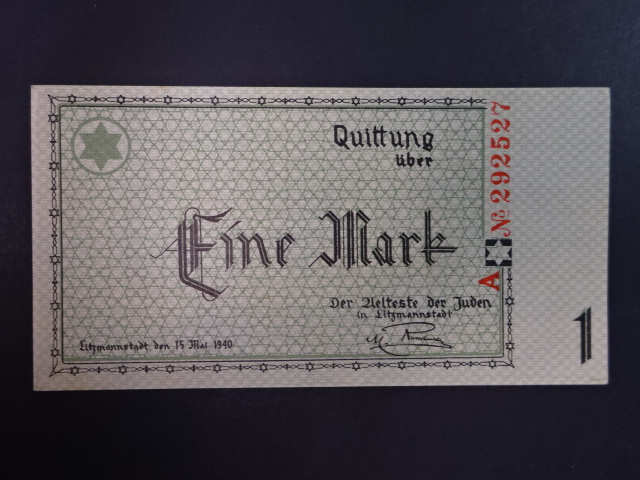 Quittung
über
Eine Mark
Der Aelteste der Juden
in Litzmannstadt
Litzmannstadt, den 15 Mai 1940
A № 292527
1